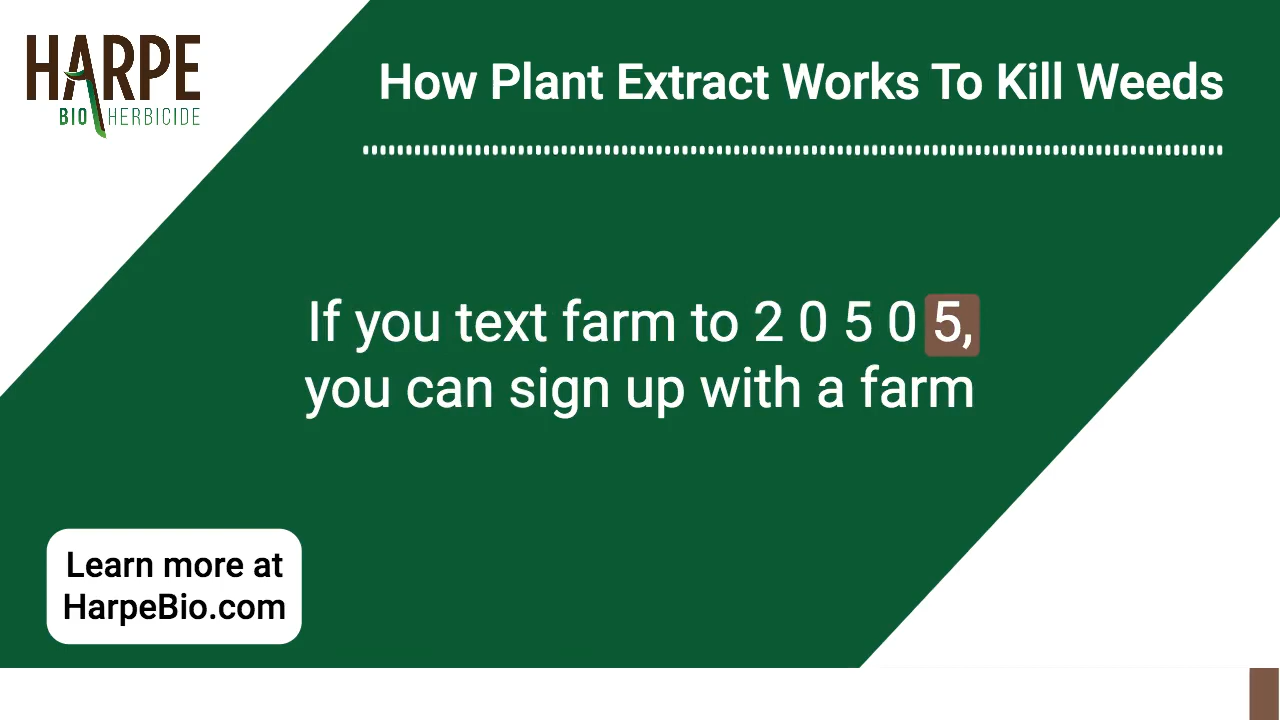 HARPE
BIO HERBICIDE
How Plant Extract Works To Kill Weeds
If you text farm to 2 0 5 0 5,
you can sign up with a farm
Learn more at
HarpeBio.com